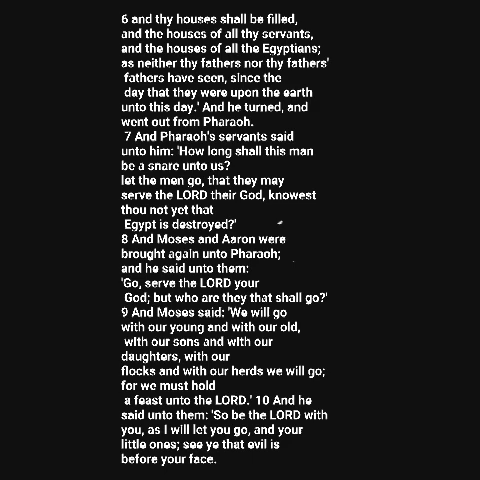 6 and thy houses shall be filled,
and the houses of all thy servants,
and the houses of all the Egyptians;
as neither thy fathers nor thy fathers'
fathers have seen, since the
day that they were upon the earth
unto this day.' And he turned, and
went out from Pharaoh.
7 And Pharaoh's servants said
unto him: 'How long shall this man
be a snare unto us?
let the men go, that they may
serve the LORD their God, knowest
thou not yet that
Egypt is destroyed?'
8 And Moses and Aaron were
brought again unto Pharaoh;
and he said unto them:
'Go, serve the LORD your
God; but who are they that shall go?'
9 And Moses said: 'We will go
with our young and with our old,
with our sons and with our
daughters, with our
flocks and with our herds we will go;
for we must hold
a feast unto the LORD.' 10 And he
said unto them: 'So be the LORD with
you, as I will let you go, and your
little ones; see ye that evil is
before your face.